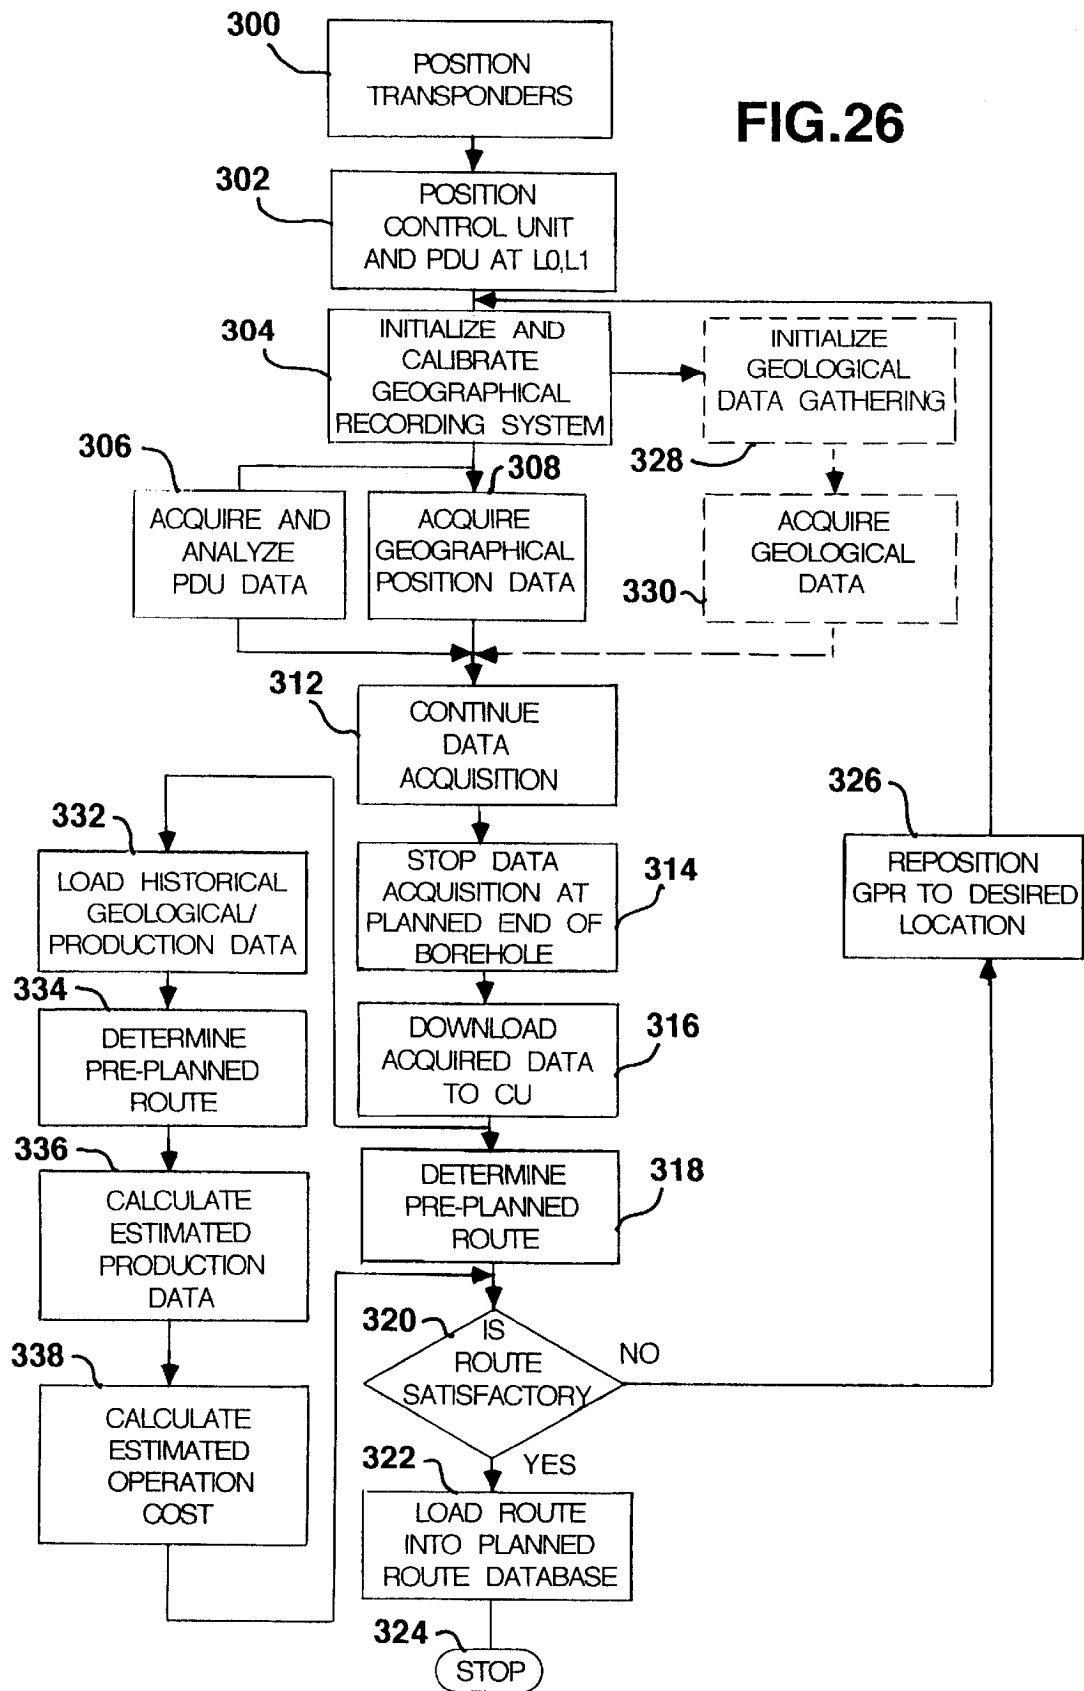 300
POSITION
TRANSPONDERS
FIG.26
302
POSITION
CONTROL UNIT
AND PDU AT L0,L1
304
INITIALIZE AND
CALIBRATE
GEOGRAPHICAL
RECORDING SYSTEM
INITIALIZE
GEOLOGICAL
DATA GATHERING
328
306
ACQUIRE AND
ANALYZE
PDU DATA
308
ACQUIRE
GEOGRAPHICAL
POSITION DATA
ACQUIRE
GEOLOGICAL
DATA
330
312
CONTINUE
DATA
ACQUISITION
332
LOAD HISTORICAL
GEOLOGICAL/
PRODUCTION DATA
STOP DATA
ACQUISITION AT
PLANNED END OF
BOREHOLE
314
326
REPOSITION
GPR TO DESIRED
LOCATION
334
DETERMINE
PRE-PLANNED
ROUTE
DOWNLOAD
ACQUIRED DATA
TO CU
316
336
CALCULATE
ESTIMATED
PRODUCTION
DATA
DETERMINE
PRE-PLANNED
ROUTE
318
320
IS
ROUTE
SATISFACTORY
NO
YES
338
CALCULATE
ESTIMATED
OPERATION
COST
322
LOAD ROUTE
INTO PLANNED
ROUTE DATABASE
324
STOP